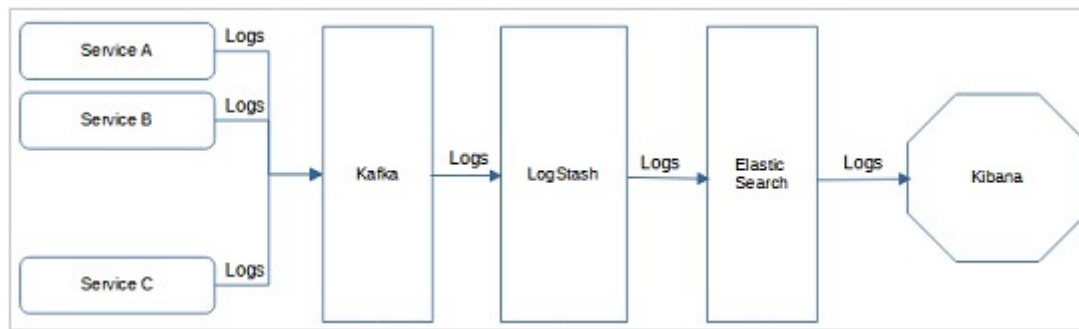 Service A
Logs
Service B
Logs
Service C
Logs
Kafka
Logs
LogStash
Logs
Elastic
Search
Logs
Kibana